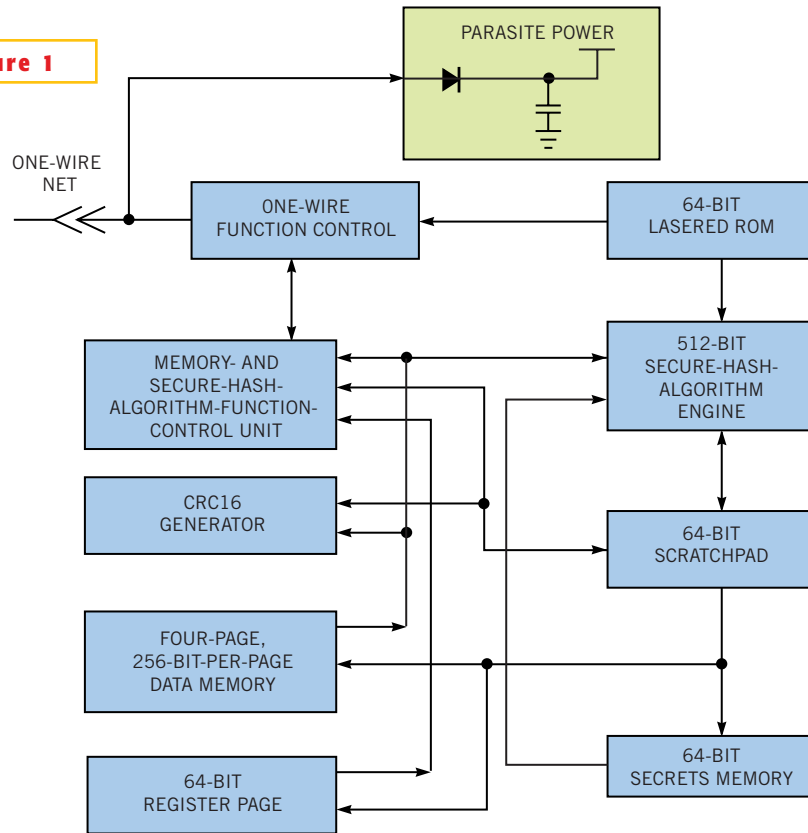 ure 1
PARASITE POWER
ONE-WIRE
NET
ONE-WIRE
FUNCTION CONTROL
64-BIT
LASERED ROM
MEMORY- AND
SECURE-HASH-
ALGORITHM-FUNCTION-
CONTROL UNIT
512-BIT
SECURE-HASH-
ALGORITHM
ENGINE
CRC16
GENERATOR
64-BIT
SCRATCHPAD
FOUR-PAGE,
256-BIT-PER-PAGE
DATA MEMORY
64-BIT
REGISTER PAGE
64-BIT
SECRETS MEMORY